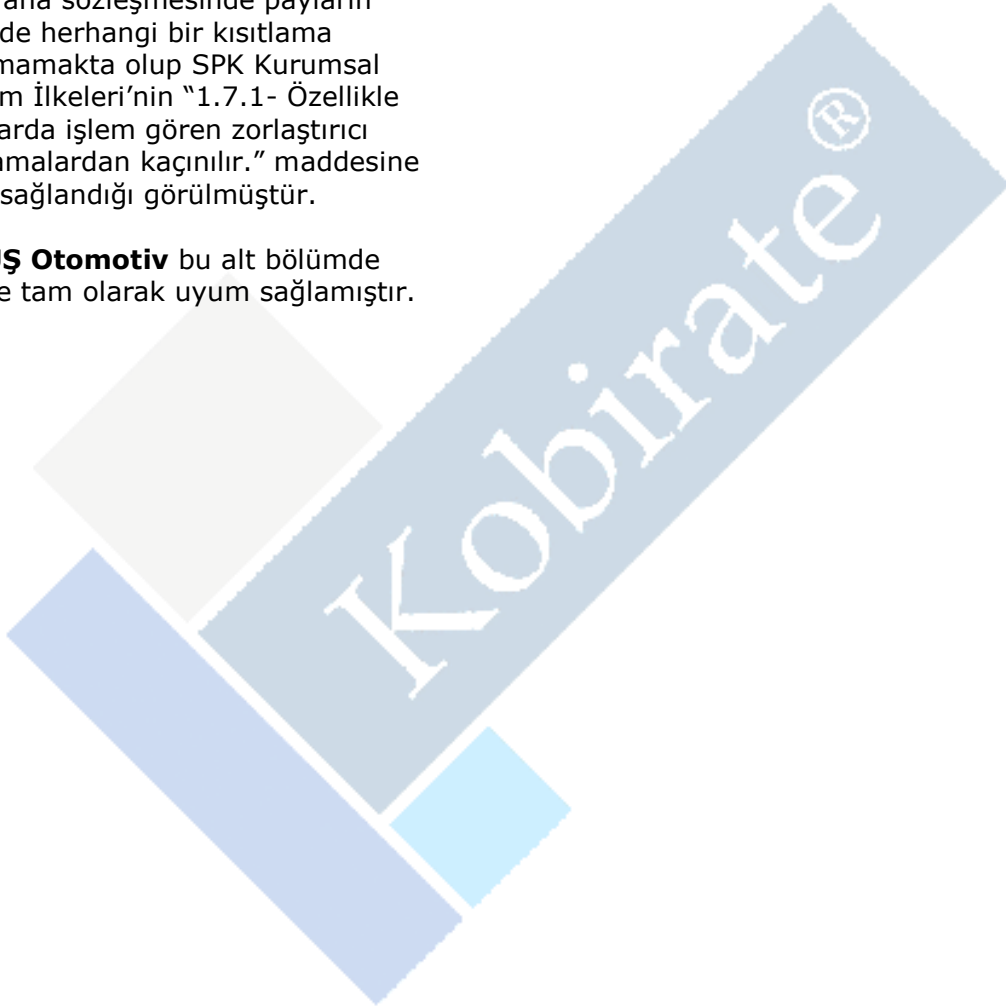 ana sözleşmesinde payların
de herhangi bir kısıtlama
mamakta olup SPK Kurumsal
m İlkeleri’nin “1.7.1- Özellikle
arda işlem gören zorlaştırıcı
amalardan kaçınılır.” maddesine
sağlandığı görülmüştür.
UŞ Otomotiv bu alt bölümde
e tam olarak uyum sağlamıştır.
Kobirate ®